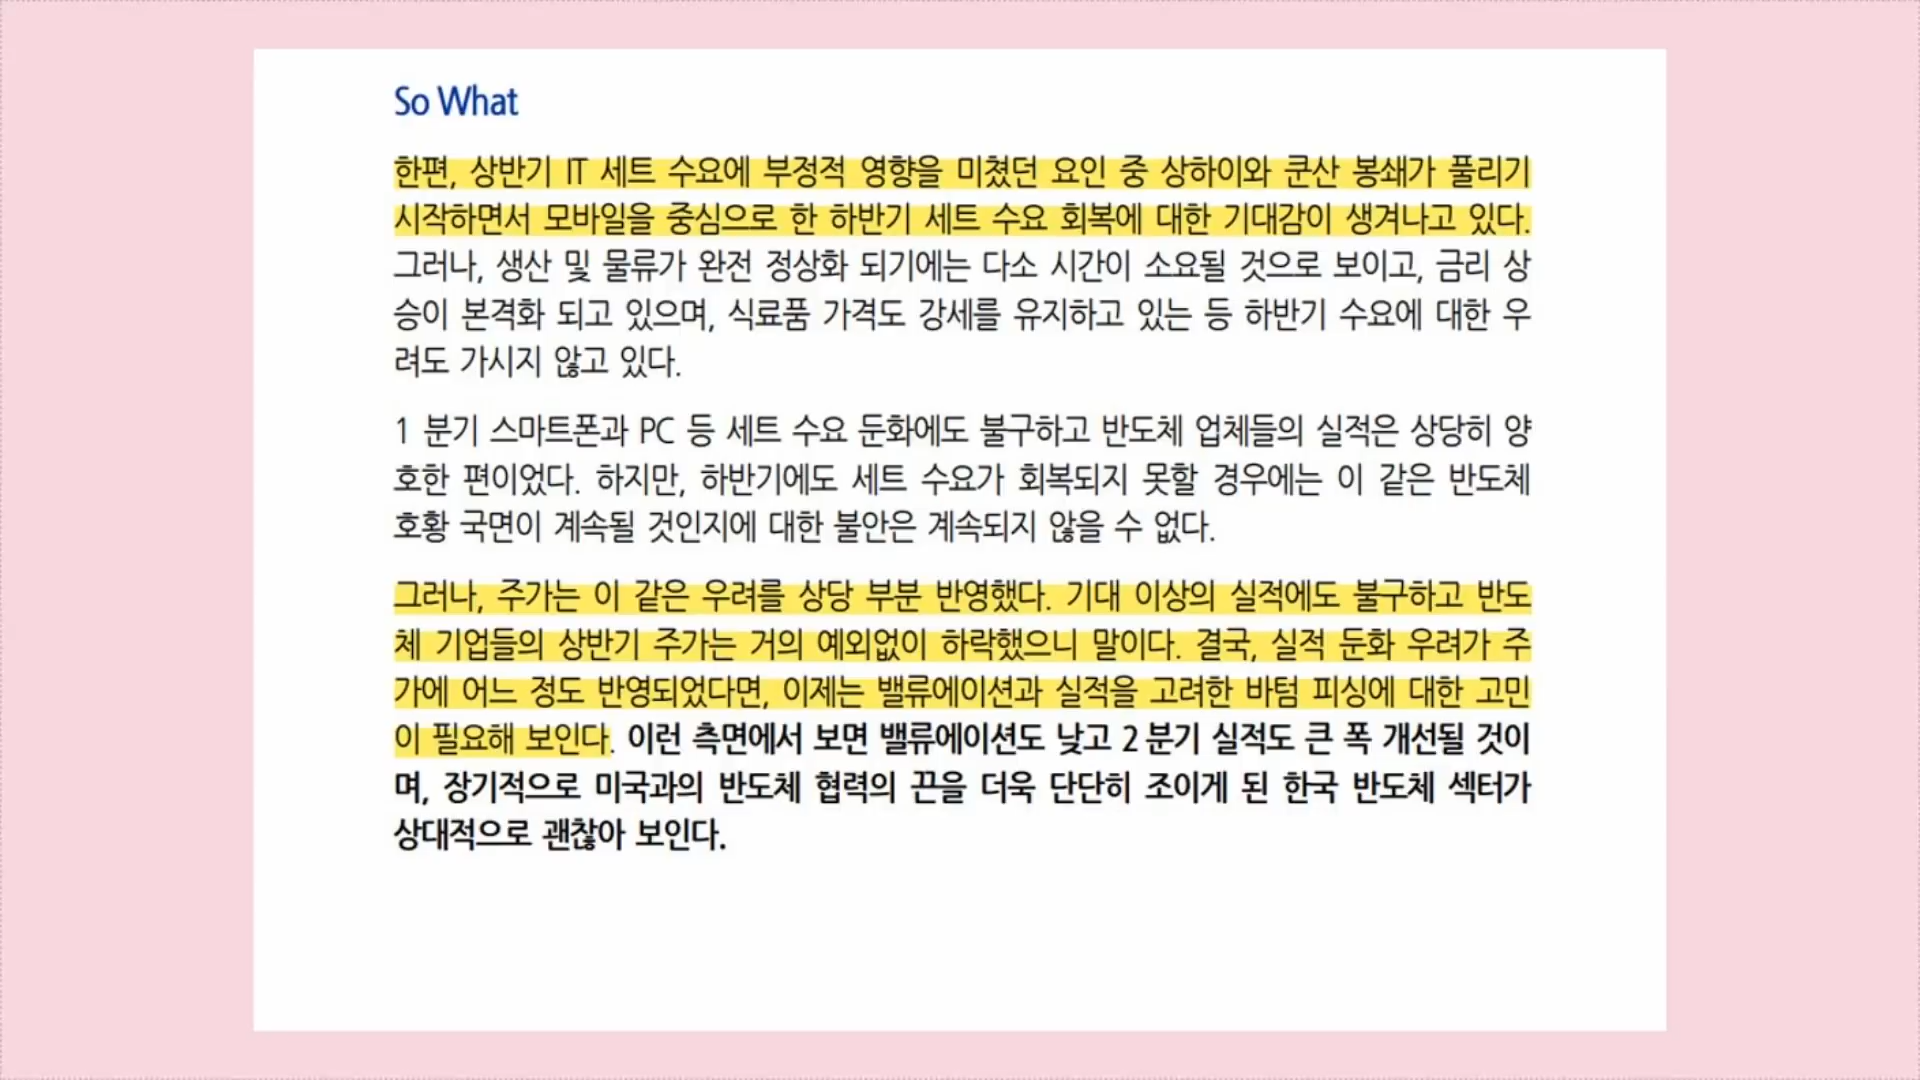 So What
한편, 상반기 IT 세트 수요에 부정적 영향을 미쳤던 요인 중 상하이와 쿤산 봉쇄가 풀리기
시작하면서 모바일을 중심으로 한 하반기 세트 수요 회복에 대한 기대감이 생겨나고 있다.
그러나, 생산 및 물류가 완전 정상화 되기에는 다소 시간이 소요될 것으로 보이고, 금리 상
승이 본격화 되고 있으며, 식료품 가격도 강세를 유지하고 있는 등 하반기 수요에 대한 우
려도 가시지 않고 있다.
1 분기 스마트폰과 PC 등 세트 수요 둔화에도 불구하고 반도체 업체들의 실적은 상당히 양
호한 편이었다. 하지만, 하반기에도 세트 수요가 회복되지 못할 경우에는 이 같은 반도체
호황 국면이 계속될 것인지에 대한 불안은 계속되지 않을 수 없다.
그러나, 주가는 이 같은 우려를 상당 부분 반영했다. 기대 이상의 실적에도 불구하고 반도
체 기업들의 상반기 주가는 거의 예외없이 하락했으니 말이다. 결국, 실적 둔화 우려가 주
가에 어느 정도 반영되었다면, 이제는 밸류에이션과 실적을 고려한 바텀 피싱에 대한 고민
이 필요해 보인다. 이런 측면에서 보면 밸류에이션도 낮고 2분기 실적도 큰 폭 개선될 것이
며, 장기적으로 미국과의 반도체 협력의 끈을 더욱 단단히 조이게 된 한국 반도체 섹터가
상대적으로 괜찮아 보인다.